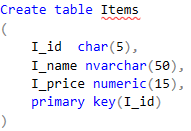 Create table Items
(
I_id  char(5),
I_name nvarchar(50),
I_price numeric(15),
primary key(I_id)
)